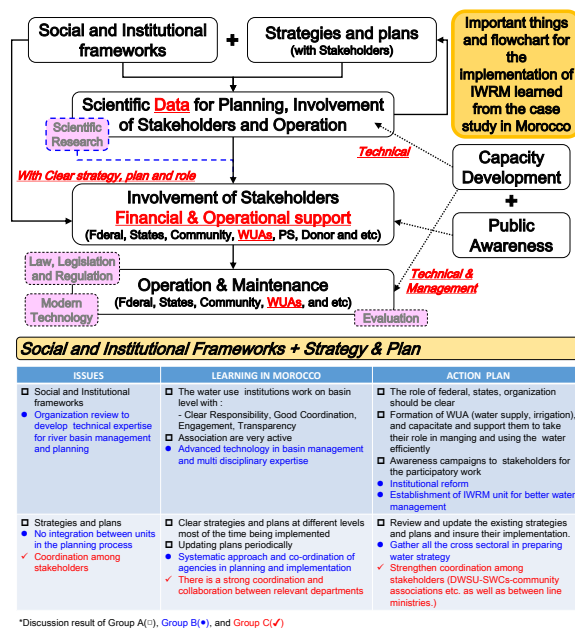 Social and Institutional
frameworks
+
Strategies and plans
(with Stakeholders)
Important things
and flowchart for
the
implementation of
IWRM learned
from the case
study in Morocco
Scientific Data for Planning, Involvement
of Stakeholders and Operation
Scientific
Research
Technical
With Clear strategy, plan and role
Capacity
Development
+
Public
Awareness
Involvement of Stakeholders
Financial & Operational support
(Fderal, States, Community, WUAs, PS, Donor and etc)
Law, Legislation
and Regulation
Operation & Maintenance
(Fderal, States, Community, WUAs, and etc)
Modern
Technology
Technical &
Management
Evaluation
Social and Institutional Frameworks + Strategy & Plan
ISSUES
LEARNING IN MOROCCO
ACTION PLAN
□ Social and Institutional
frameworks
● Organization review to
develop technical expertise
for river basin management
and planning
□ The water use institutions work on basin
level with :
- Clear Responsibility, Good Coordination,
Engagement, Transparency
□ Association are very active
● Advanced technology in basin management
and multi disciplinary expertise
□ The role of federal, states, organization
should be clear
□ Formation of WUA (water supply, irrigation),
and capacitate and support them to take
their role in manging and using the water
efficiently
□ Awareness campaigns to stakeholders for
the participatory work
● Institutional reform
● Establishment of IWRM unit for better water
management
□ Strategies and plans
● No integration between units
in the planning process
✓ Coordination among
stakeholders
□ Clear strategies and plans at different levels
most of the time being implemented
□ Updating plans periodically
● Systematic approach and co-ordination of
agencies in planning and implementation
✓ There is a strong coordination and
collaboration between relevant departments
□ Review and update the existing strategies
and plans and insure their implementation.
● Gather all the cross sectoral in preparing
water strategy
✓ Strengthen coordination among
stakeholders (DWSU-SWCs-community
associations etc. as well as between line
ministries.)
*Discussion result of Group A(□), Group B(●), and Group C(✓)